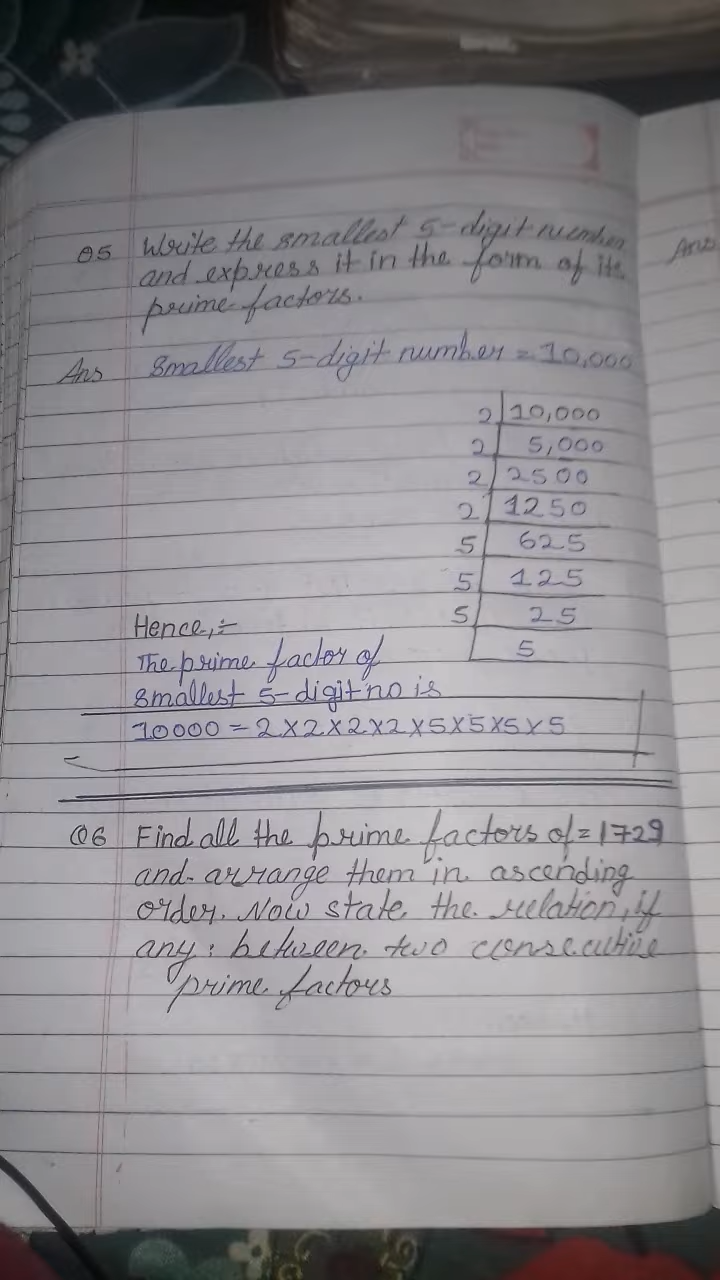 Q5 Write the smallest 5-digit number
and express it in the form of its
prime factors.
Ans
Ans Smallest 5-digit number = 10,000
2 10,000
2 5,000
2 2500
2 1250
5 625
5 125
5 25
5
Hence,:-
The prime factor of
smallest 5-digit no is
10000 = 2×2×2×2×5×5×5×5
Q6 Find all the prime factors of = 1729
and arrange them in ascending
order. Now state the relation, if
any; between two consecutive
prime factors